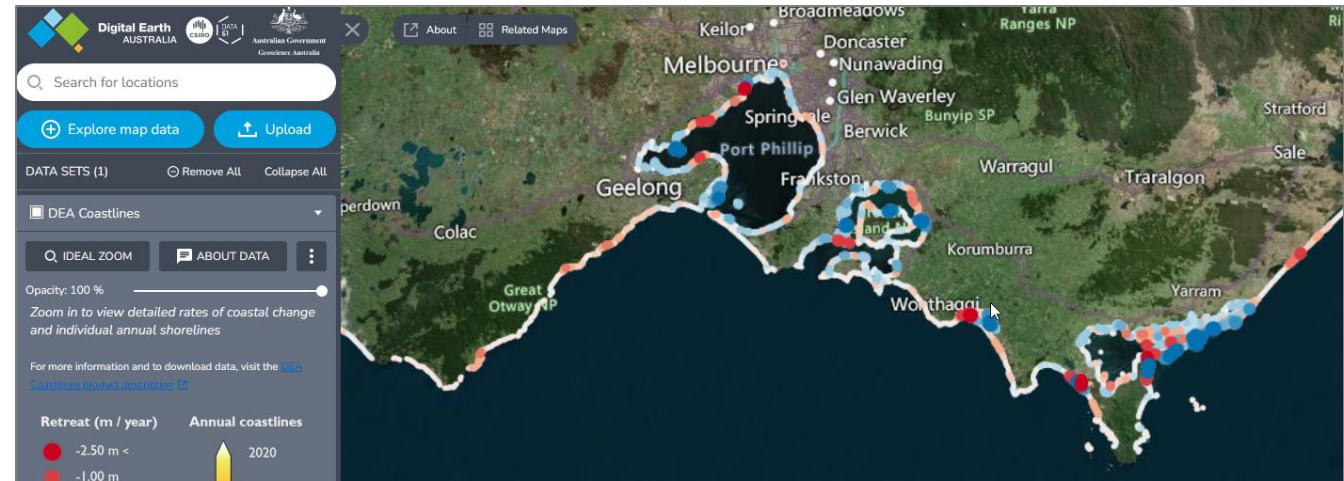 Digital Earth
AUSTRALIA
CSIRO
DATA
61
Australian Government
Geoscience Australia
About
Related Maps
Search for locations
Explore map data
Upload
DATA SETS (1)
Remove All
Collapse All
DEA Coastlines
IDEAL ZOOM
ABOUT DATA
Opacity: 100 %
Zoom in to view detailed rates of coastal change
and individual annual shorelines
For more information and to download data, visit the DEA
Coastlines product description
Retreat (m / year)
Annual coastlines
-2.50 m <
2020
-1.00 m
Broadmeadows
Yarra
Ranges NP
Keilor
Doncaster
Melbourne
Nunawading
Glen Waverley
Bunyip SP
Stratford
Berwick
Port Phillip
Sale
Warragul
Traralgon
Frankston
Geelong
Colac
Korumburra
Great
Otway NP
Wonthaggi
Yarram